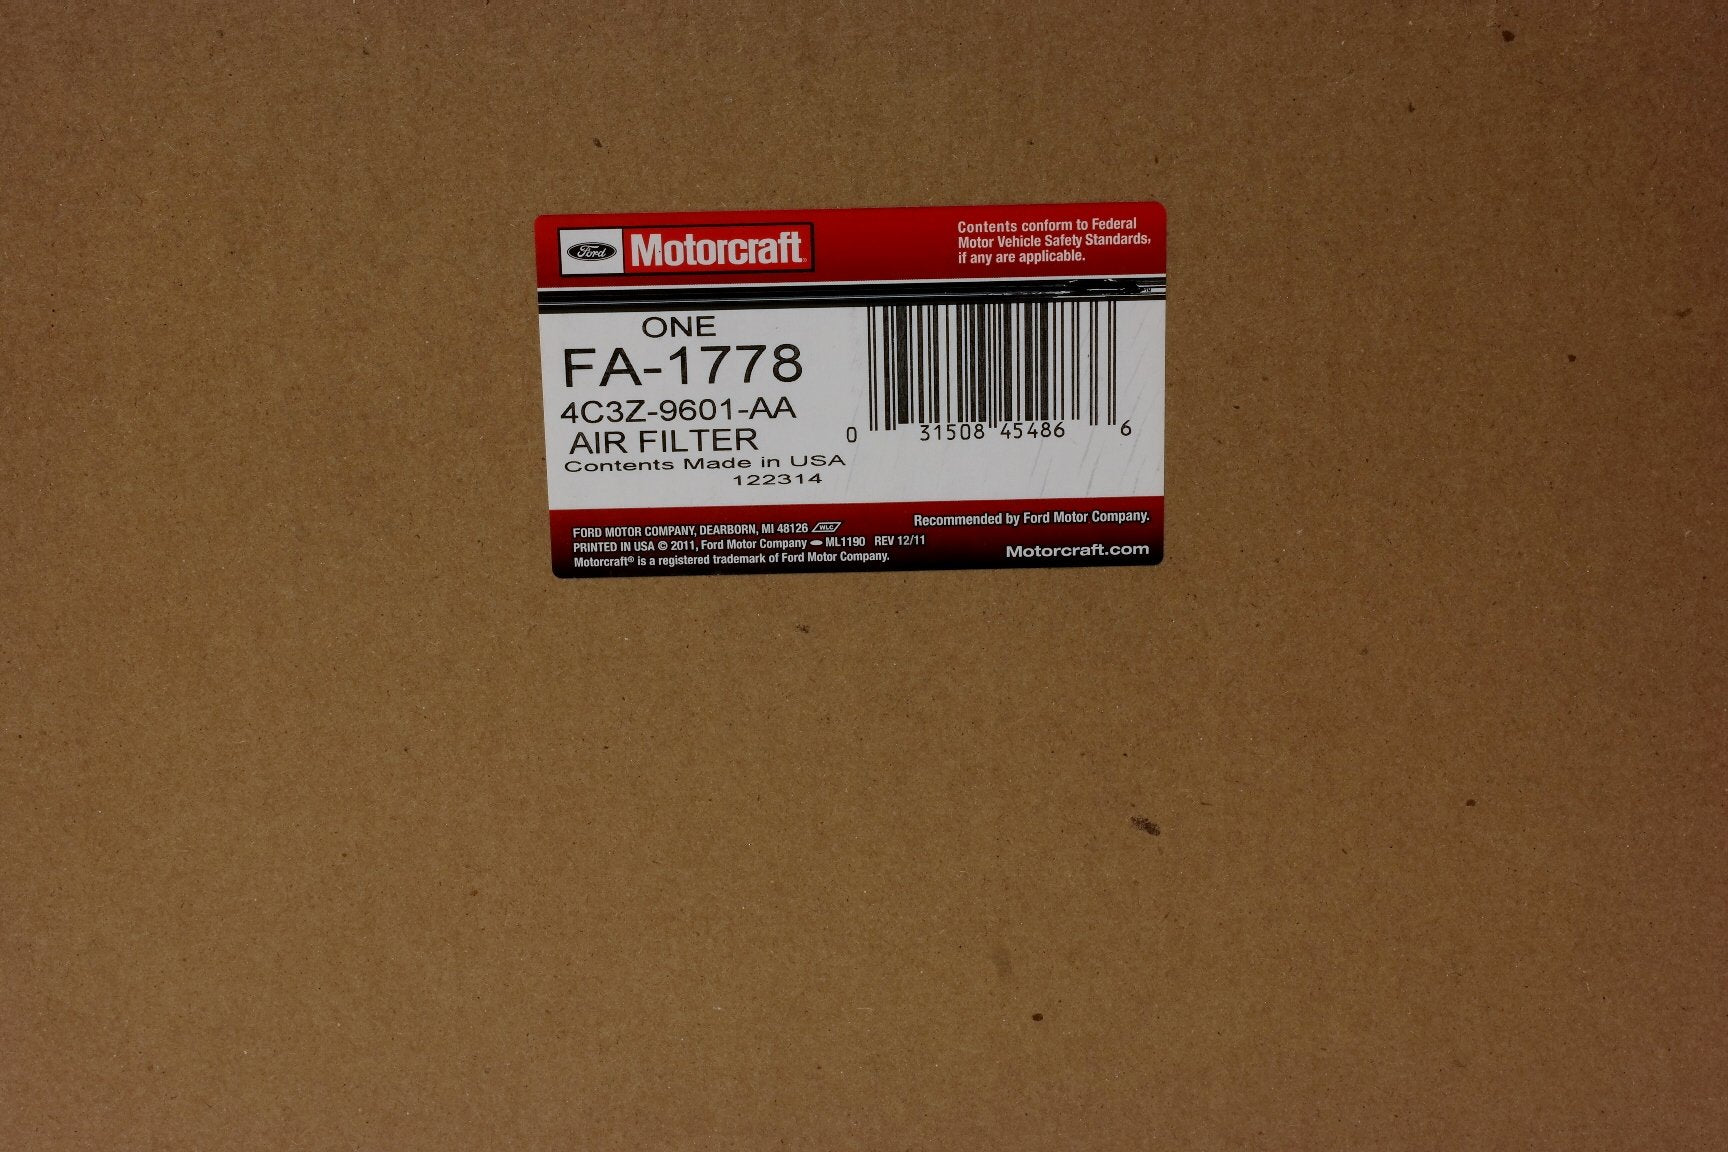 Ford Motorcraft®
Contents conform to Federal
Motor Vehicle Safety Standards,
if any are applicable.
ONE
FA-1778
4C3Z-9601-AA
AIR FILTER
Contents Made in USA
122314
0 31508 45486 6
FORD MOTOR COMPANY, DEARBORN, MI 48126 WLC
PRINTED IN USA © 2011, Ford Motor Company ML1190 REV 12/11
Motorcraft® is a registered trademark of Ford Motor Company.
Recommended by Ford Motor Company.
Motorcraft.com